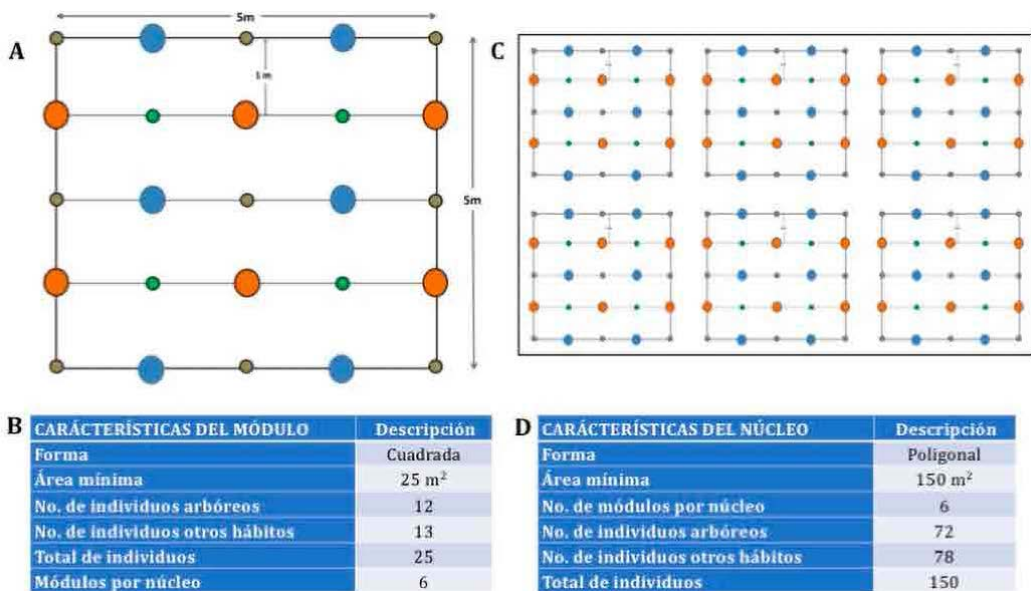 A
5m
1 m
5m
C
B
CARÁCTERÍSTICAS DEL MÓDULO Descripción
Forma Cuadrada
Área mínima 25 m²
No. de individuos arbóreos 12
No. de individuos otros hábitos 13
Total de individuos 25
Módulos por núcleo 6
D
CARÁCTERÍSTICAS DEL NÚCLEO Descripción
Forma Poligonal
Área mínima 150 m²
No. de módulos por núcleo 6
No. de individuos arbóreos 72
No. de individuos otros hábitos 78
Total de individuos 150